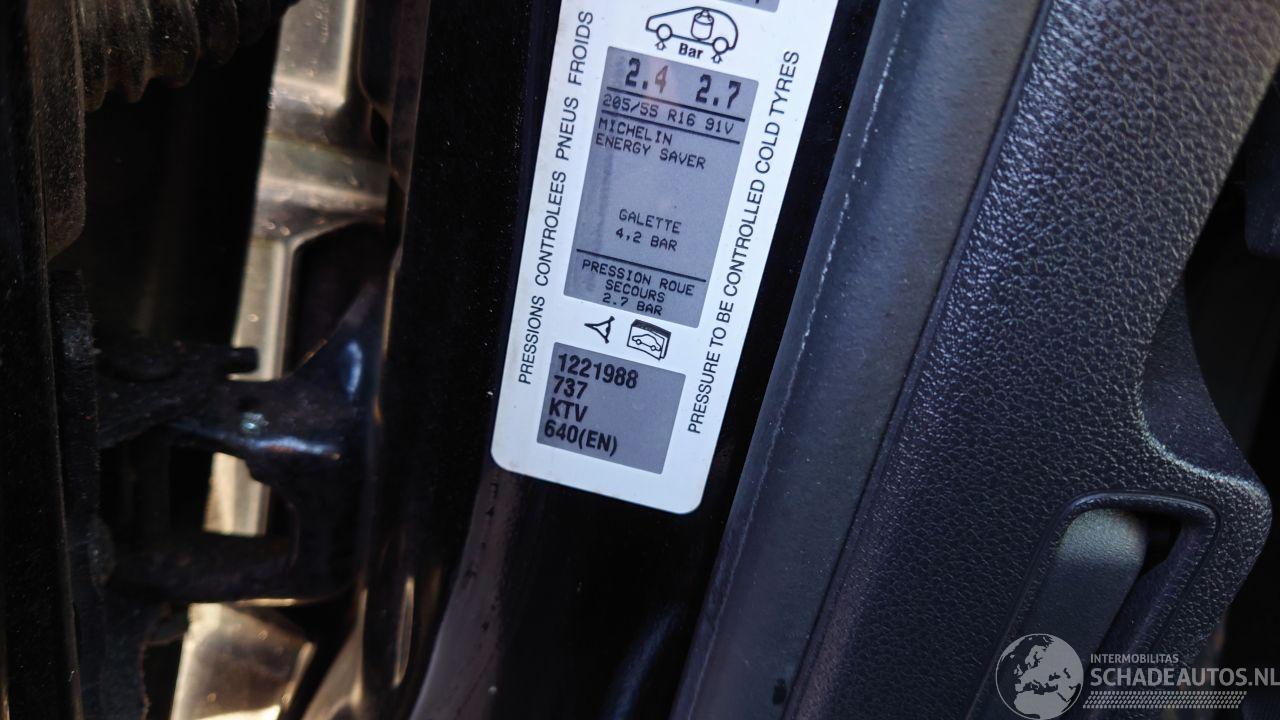 Bar
2.4 2.7
205/55 R16 91V
MICHELIN
ENERGY SAVER
GALETTE
4,2 BAR
PRESSION ROUE
SECOURS
2.7 BAR
PRESSIONS CONTROLEES PNEUS FROIDS
PRESSURE TO BE CONTROLLED COLD TYRES
1221988
737
KTV
640(EN)
INTERMOBILITAS
SCHADEAUTOS.NL